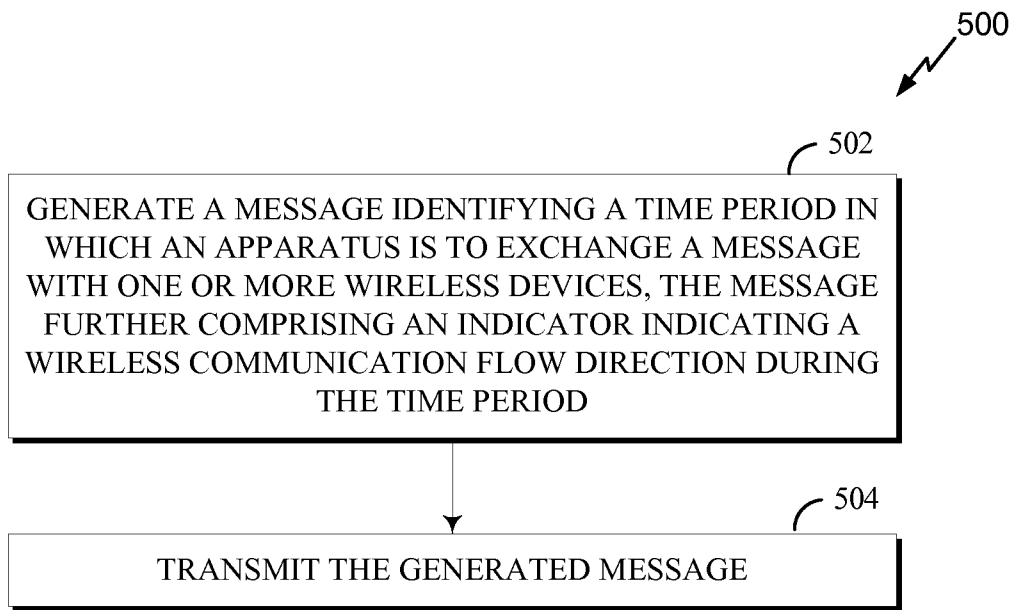 500
502
GENERATE A MESSAGE IDENTIFYING A TIME PERIOD IN
WHICH AN APPARATUS IS TO EXCHANGE A MESSAGE
WITH ONE OR MORE WIRELESS DEVICES, THE MESSAGE
FURTHER COMPRISING AN INDICATOR INDICATING A
WIRELESS COMMUNICATION FLOW DIRECTION DURING
THE TIME PERIOD
504
TRANSMIT THE GENERATED MESSAGE